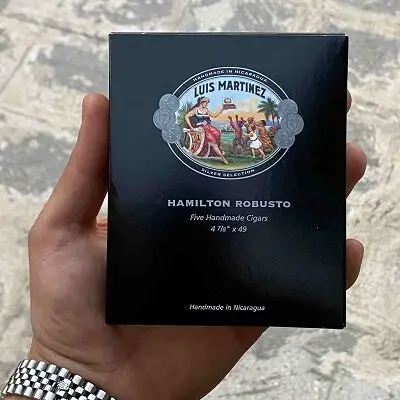 HANDMADE IN NICARAGUA
LUIS MARTINEZ
SILVER SELECTION
HAMILTON ROBUSTO
Five Handmade Cigars
4 7/8" x 49
Handmade in Nicaragua